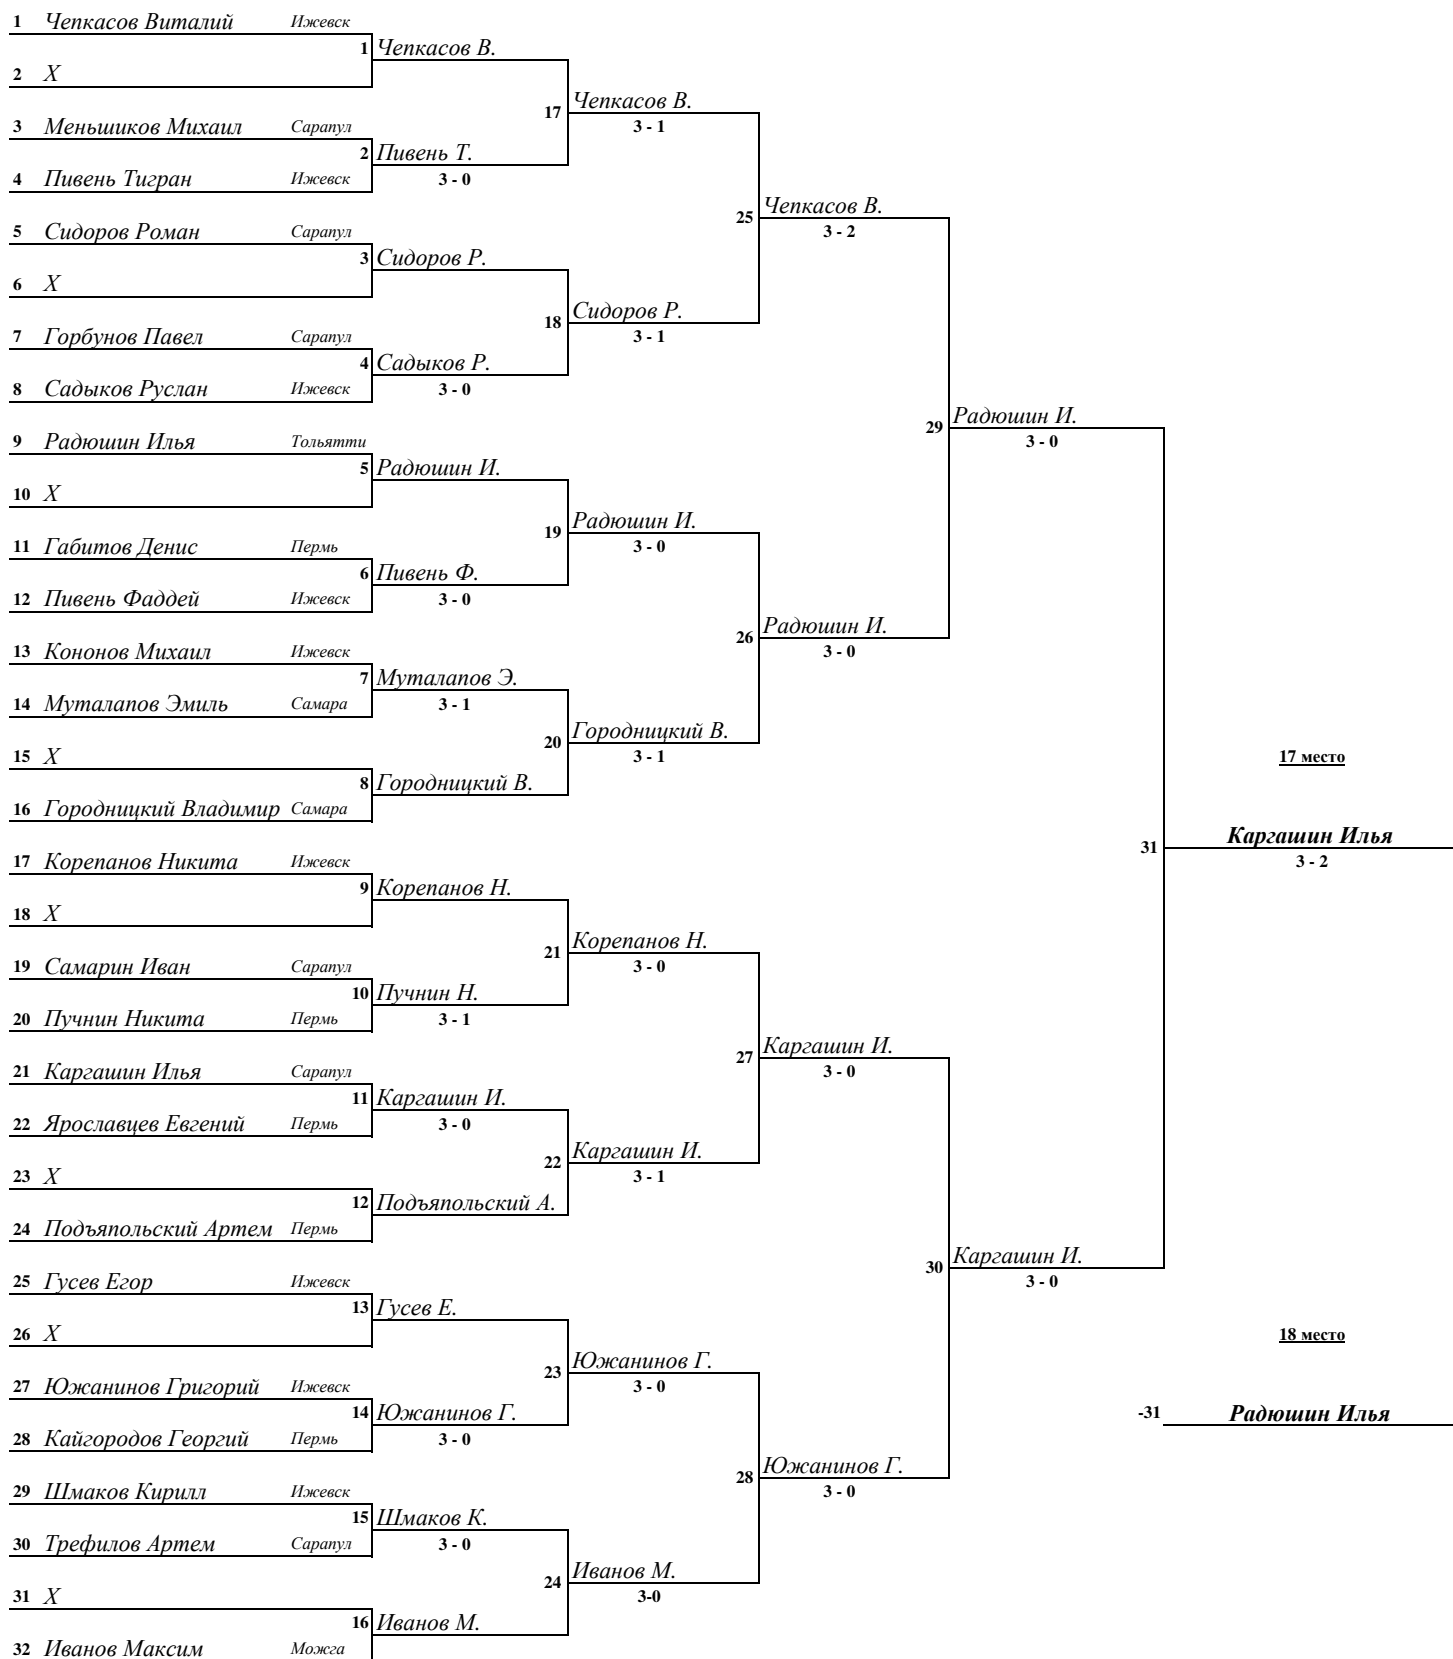 1 Чепкасов Виталий Ижевск
1 Чепкасов В.
2 X
17 Чепкасов В.
3 - 1
3 Меньшиков Михаил Сарапул
2 Пивень Т.
3 - 0
4 Пивень Тигран Ижевск
25 Чепкасов В.
3 - 2
5 Сидоров Роман Сарапул
3 Сидоров Р.
6 X
18 Сидоров Р.
3 - 1
7 Горбунов Павел Сарапул
4 Садыков Р.
3 - 0
8 Садыков Руслан Ижевск
29 Радюшин И.
3 - 0
9 Радюшин Илья Тольятти
5 Радюшин И.
10 X
19 Радюшин И.
3 - 0
11 Габитов Денис Пермь
6 Пивень Ф.
3 - 0
12 Пивень Фаддей Ижевск
26 Радюшин И.
3 - 0
13 Кононов Михаил Ижевск
7 Муталапов Э.
3 - 1
14 Муталапов Эмиль Самара
20 Городницкий В.
3 - 1
15 X
17 место
8 Городницкий В.
16 Городницкий Владимир Самара
31 Каргашин Илья
3 - 2
17 Корепанов Никита Ижевск
9 Корепанов Н.
18 X
21 Корепанов Н.
3 - 0
19 Самарин Иван Сарапул
10 Пучнин Н.
3 - 1
20 Пучнин Никита Пермь
27 Каргашин И.
3 - 0
21 Каргашин Илья Сарапул
11 Каргашин И.
3 - 0
22 Ярославцев Евгений Пермь
22 Каргашин И.
3 - 1
23 X
12 Подъяпольский А.
24 Подъяпольский Артем Пермь
30 Каргашин И.
3 - 0
25 Гусев Егор Ижевск
13 Гусев Е.
26 X
18 место
23 Южанинов Г.
3 - 0
27 Южанинов Григорий Ижевск
14 Южанинов Г.
3 - 0
-31 Радюшин Илья
28 Кайгородов Георгий Пермь
28 Южанинов Г.
3 - 0
29 Шмаков Кирилл Ижевск
15 Шмаков К.
3 - 0
30 Трефилов Артем Сарапул
24 Иванов М.
3-0
31 X
16 Иванов М.
32 Иванов Максим Можга